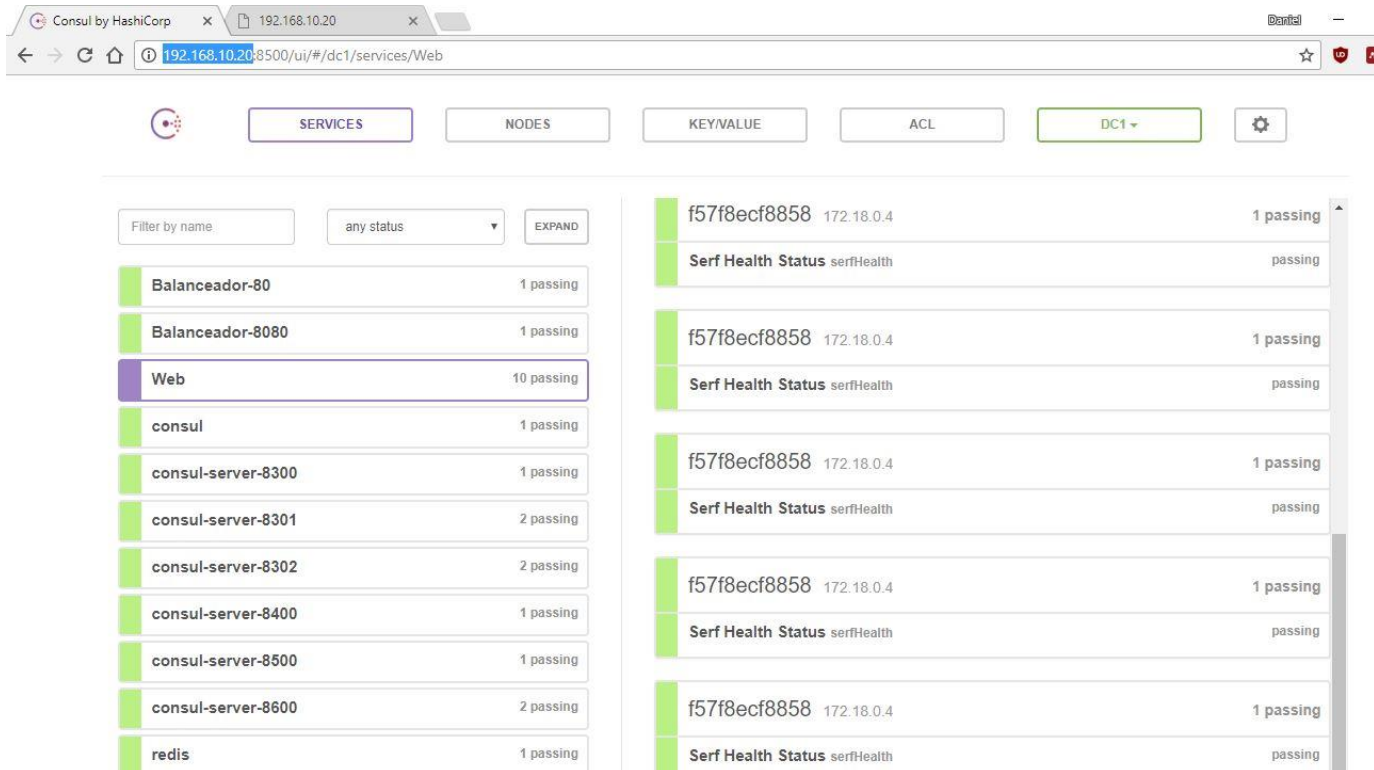 Consul by HashiCorp
192.168.10.20
Daniel
192.168.10.20:8500/ui/#/dc1/services/Web
SERVICES
NODES
KEY/VALUE
ACL
DC1
Filter by name
any status
EXPAND
Balanceador-80 1 passing
Balanceador-8080 1 passing
Web 10 passing
consul 1 passing
consul-server-8300 1 passing
consul-server-8301 2 passing
consul-server-8302 2 passing
consul-server-8400 1 passing
consul-server-8500 1 passing
consul-server-8600 2 passing
redis 1 passing
f57f8ecf8858 172.18.0.4 1 passing
Serf Health Status serfHealth passing
f57f8ecf8858 172.18.0.4 1 passing
Serf Health Status serfHealth passing
f57f8ecf8858 172.18.0.4 1 passing
Serf Health Status serfHealth passing
f57f8ecf8858 172.18.0.4 1 passing
Serf Health Status serfHealth passing
f57f8ecf8858 172.18.0.4 1 passing
Serf Health Status serfHealth passing